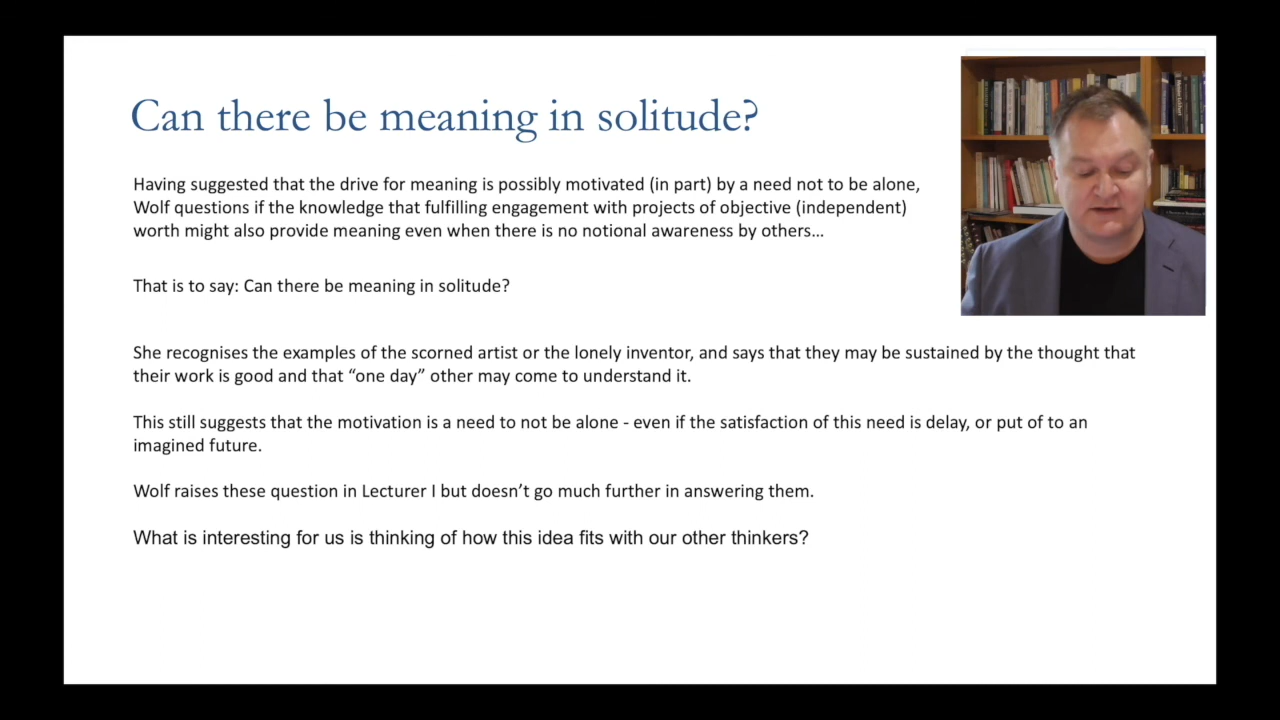 Can there be meaning in solitude?
Having suggested that the drive for meaning is possibly motivated (in part) by a need not to be alone,
Wolf questions if the knowledge that fulfilling engagement with projects of objective (independent)
worth might also provide meaning even when there is no notional awareness by others...
That is to say: Can there be meaning in solitude?
She recognises the examples of the scorned artist or the lonely inventor, and says that they may be sustained by the thought that
their work is good and that “one day” other may come to understand it.
This still suggests that the motivation is a need to not be alone - even if the satisfaction of this need is delay, or put of to an
imagined future.
Wolf raises these question in Lecturer I but doesn’t go much further in answering them.
What is interesting for us is thinking of how this idea fits with our other thinkers?